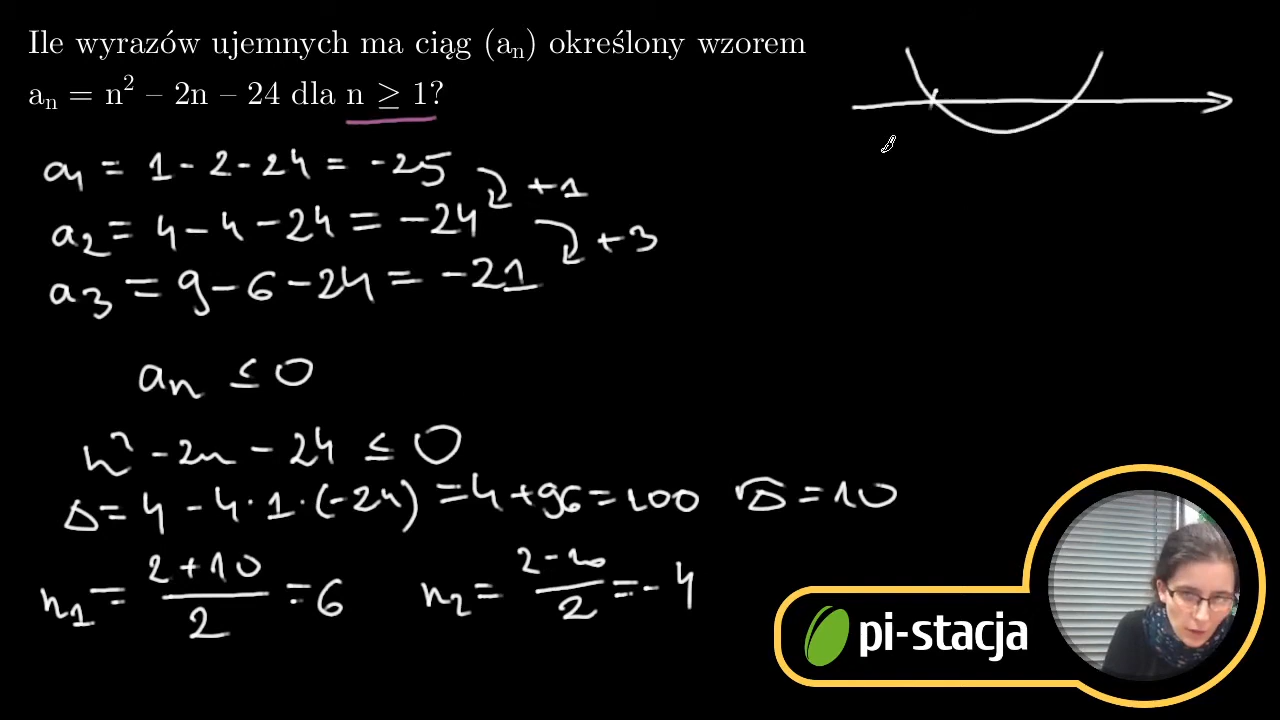 Ile wyrazów ujemnych ma ciąg (aₙ) określony wzorem
aₙ = n² – 2n – 24 dla n ≥ 1?
a₁ = 1 - 2 - 24 = -25
+1
a₂ = 4 - 4 - 24 = -24
+3
a₃ = 9 - 6 - 24 = -21
aₙ ≤ 0
n² - 2n - 24 ≤ 0
Δ = 4 - 4·1·(-24) = 4 + 96 = 100 √Δ = 10
n₁ = (2 + 10)/2 = 6 n₂ = (2 - 10)/2 = -4
pi-stacja